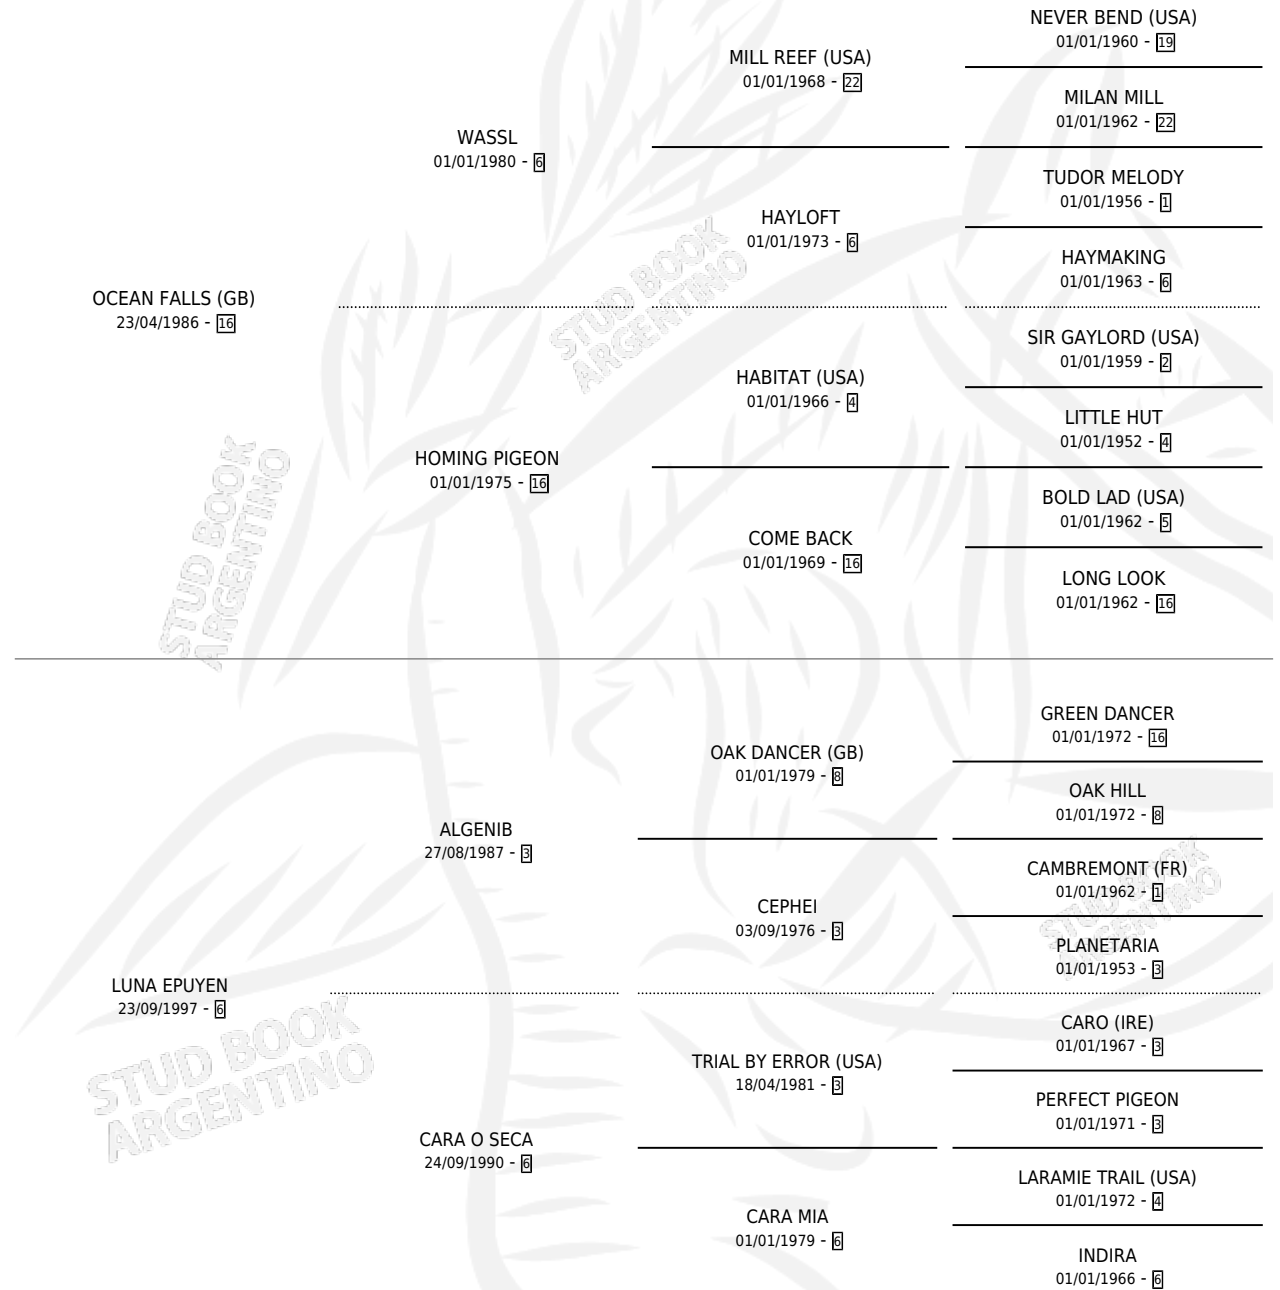 NEVER BEND (USA)
01/01/1960 - 19
MILL REEF (USA)
01/01/1968 - 22
MILAN MILL
01/01/1962 - 22
WASSL
01/01/1980 - 6
TUDOR MELODY
01/01/1956 - 1
HAYLOFT
01/01/1973 - 6
HAYMAKING
01/01/1963 - 6
OCEAN FALLS (GB)
23/04/1986 - 16
SIR GAYLORD (USA)
01/01/1959 - 2
HABITAT (USA)
01/01/1966 - 4
LITTLE HUT
01/01/1952 - 4
HOMING PIGEON
01/01/1975 - 16
BOLD LAD (USA)
01/01/1962 - 5
COME BACK
01/01/1969 - 16
LONG LOOK
01/01/1962 - 16
GREEN DANCER
01/01/1972 - 16
OAK DANCER (GB)
01/01/1979 - 8
OAK HILL
01/01/1972 - 8
ALGENIB
27/08/1987 - 3
CAMBREMONT (FR)
01/01/1962 - 1
CEPHEI
03/09/1976 - 3
PLANETARIA
01/01/1953 - 3
LUNA EPUYEN
23/09/1997 - 6
CARO (IRE)
01/01/1967 - 3
TRIAL BY ERROR (USA)
18/04/1981 - 3
PERFECT PIGEON
01/01/1971 - 3
CARA O SECA
24/09/1990 - 6
LARAMIE TRAIL (USA)
01/01/1972 - 4
CARA MIA
01/01/1979 - 6
INDIRA
01/01/1966 - 6
STUD BOOK
ARGENTINO
STUD BOOK
ARGENTINO
STUD BOOK
ARGENTINO
STUD BOOK
ARGENTINO